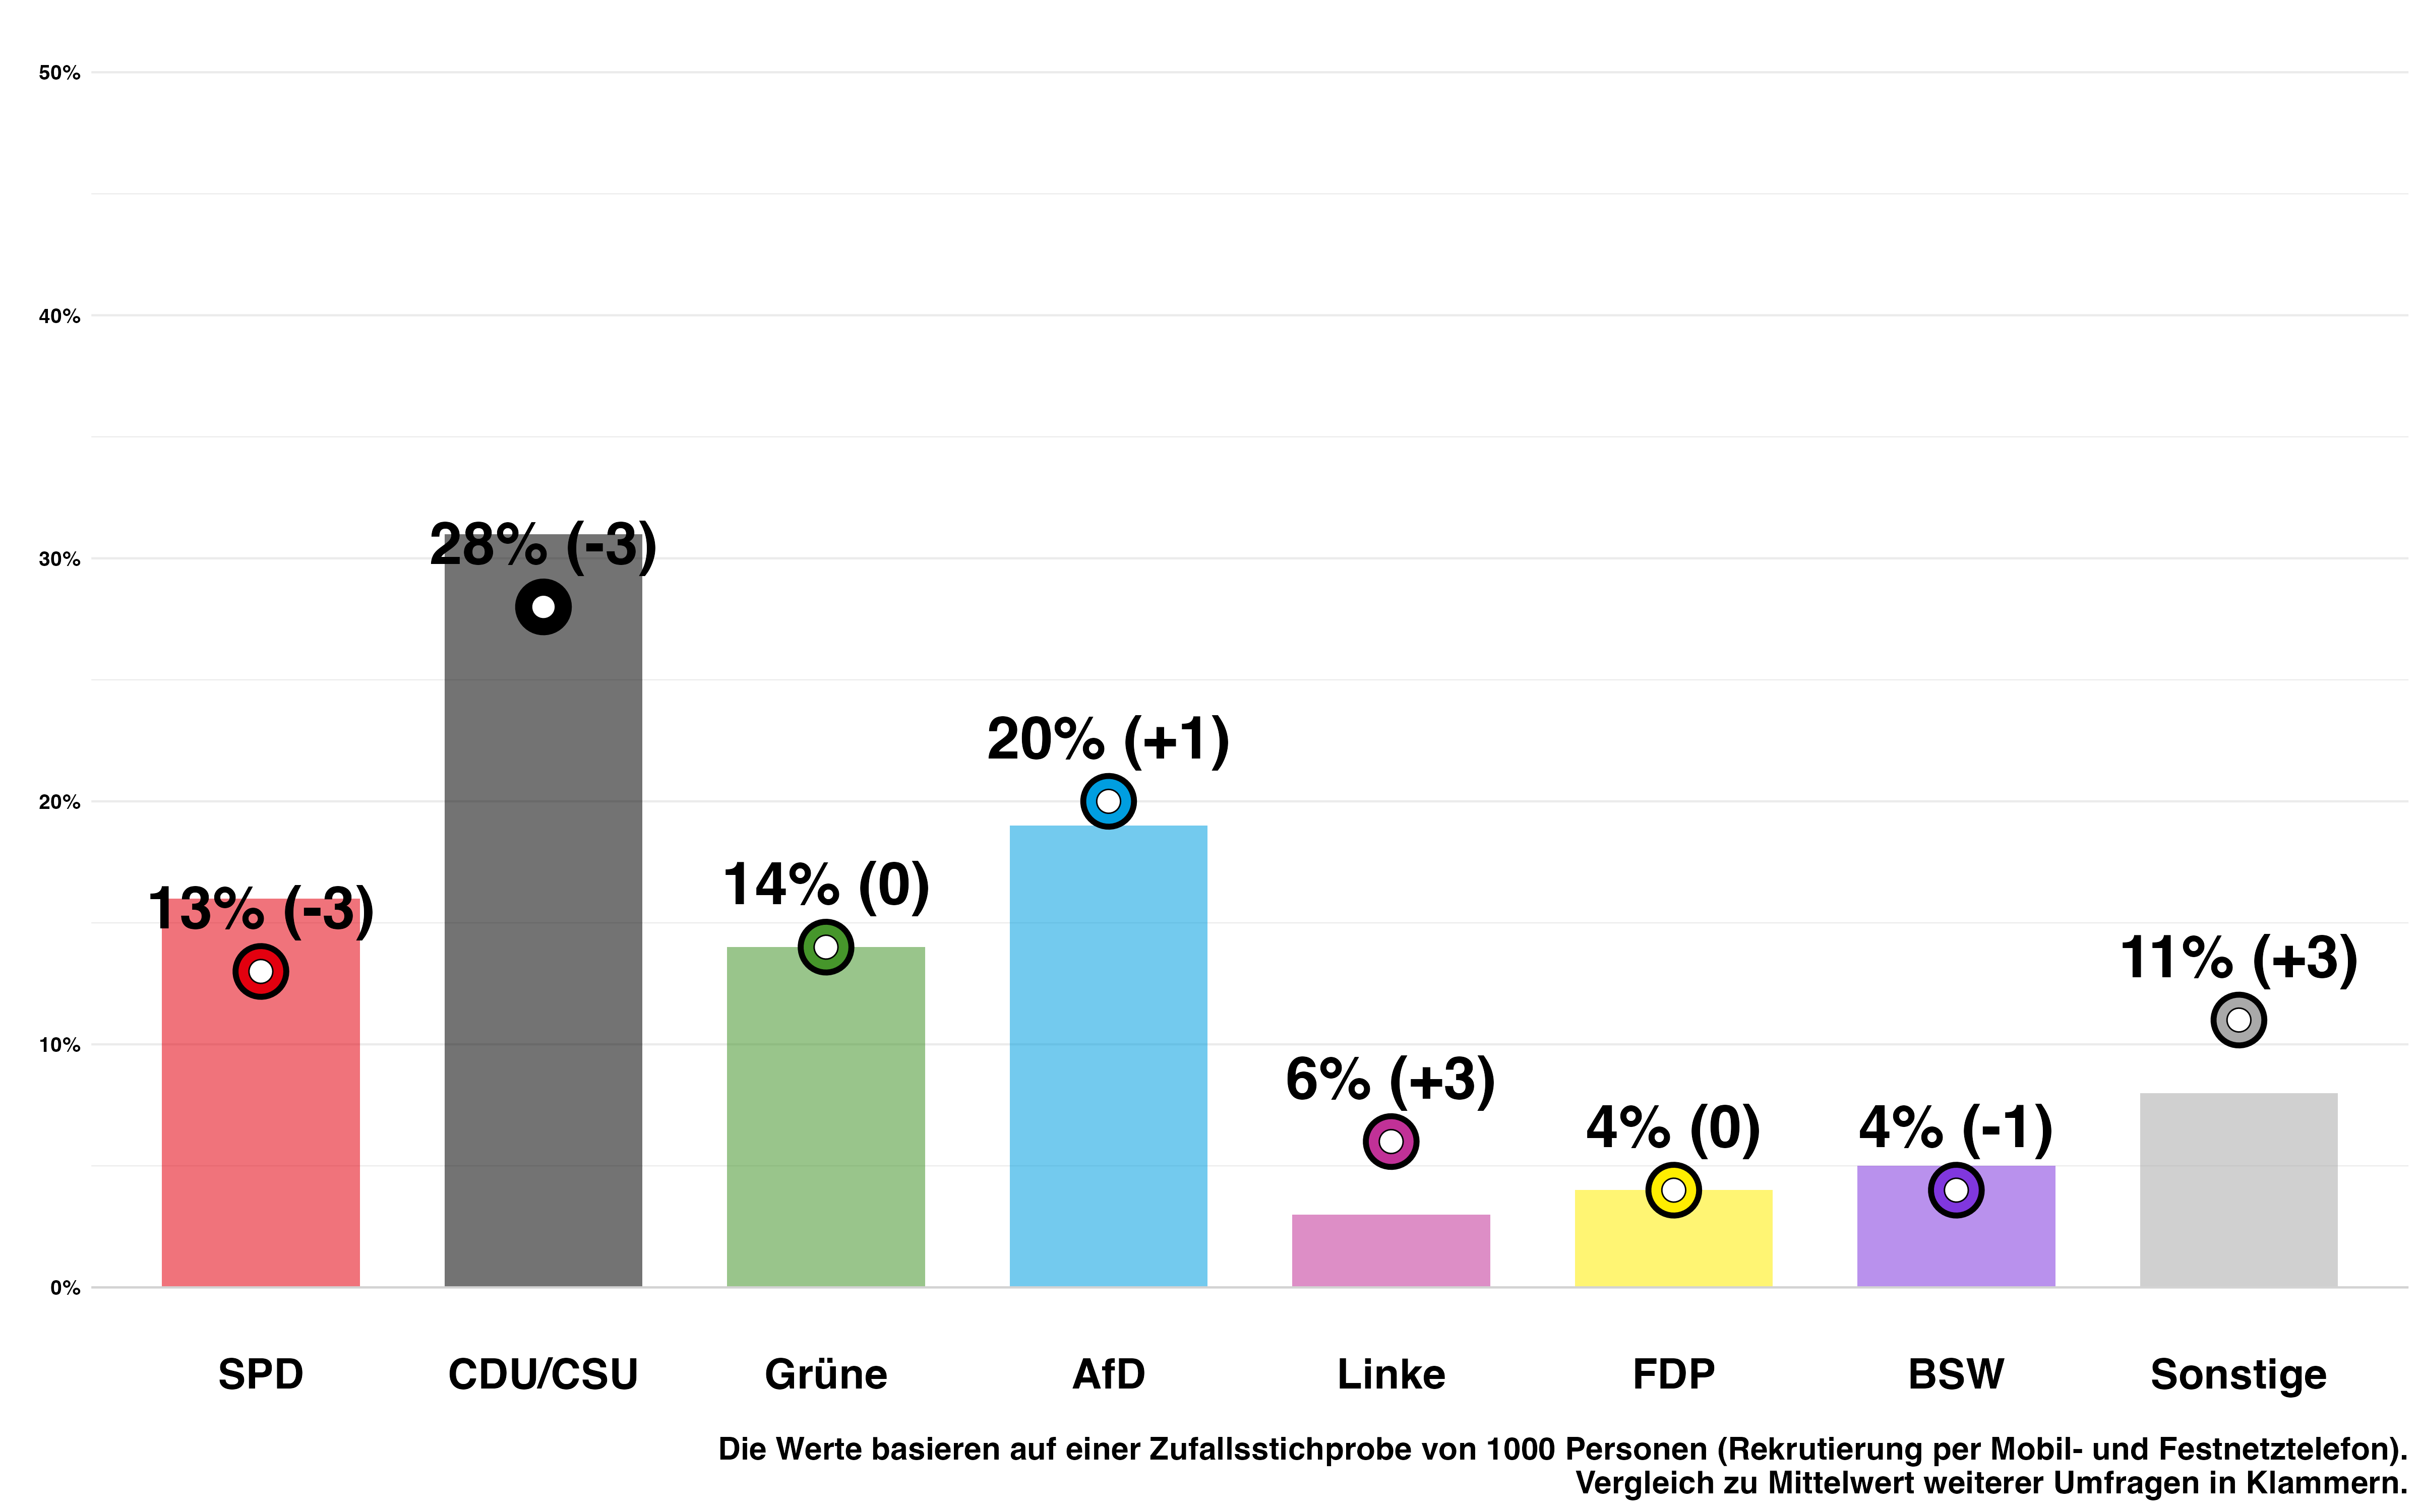 50%
40%
30%
20%
10%
0%
13% (-3)
28% (-3)
14% (0)
20% (+1)
6% (+3)
4% (0)
4% (-1)
11% (+3)
SPD
CDU/CSU
Grüne
AfD
Linke
FDP
BSW
Sonstige
Die Werte basieren auf einer Zufallsstichprobe von 1000 Personen (Rekrutierung per Mobil- und Festnetztelefon).
Vergleich zu Mittelwert weiterer Umfragen in Klammern.